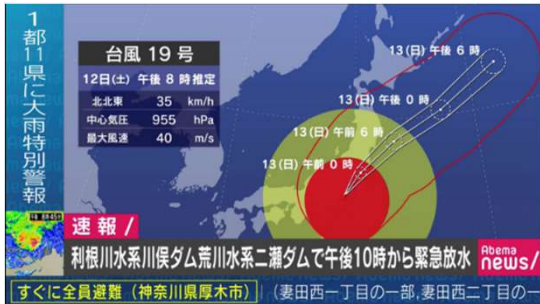 1都11県に大雨特別警報
台風 19 号
12日(土) 午後 8 時推定
北北東 35 km/h
中心気圧 955 hPa
最大風速 40 m/s
13(日)午後 6 時
13(日)午後 0 時
13(日)午前 6 時
13(日)午前 0 時
速報/
利根川水系川俣ダム荒川水系二瀬ダムで午後10時から緊急放水
Abema
news/
すぐに全員避難(神奈川県厚木市) (妻田西一丁目の一部,妻田西二丁目の一